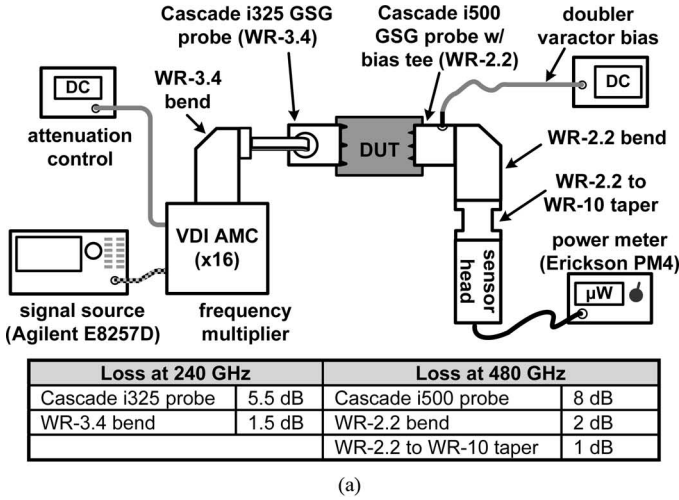 Cascade i325 GSG
probe (WR-3.4)
Cascade i500
GSG probe w/
bias tee (WR-2.2)
doubler
varactor bias
DC
attenuation
control
WR-3.4
bend
DUT
DC
WR-2.2 bend
WR-2.2 to
WR-10 taper
VDI AMC
(x16)
sensor
head
power meter
(Erickson PM4)
µW
signal source
(Agilent E8257D)
frequency
multiplier
Loss at 240 GHz Loss at 480 GHz
Cascade i325 probe 5.5 dB Cascade i500 probe 8 dB
WR-3.4 bend 1.5 dB WR-2.2 bend 2 dB
WR-2.2 to WR-10 taper 1 dB
(a)